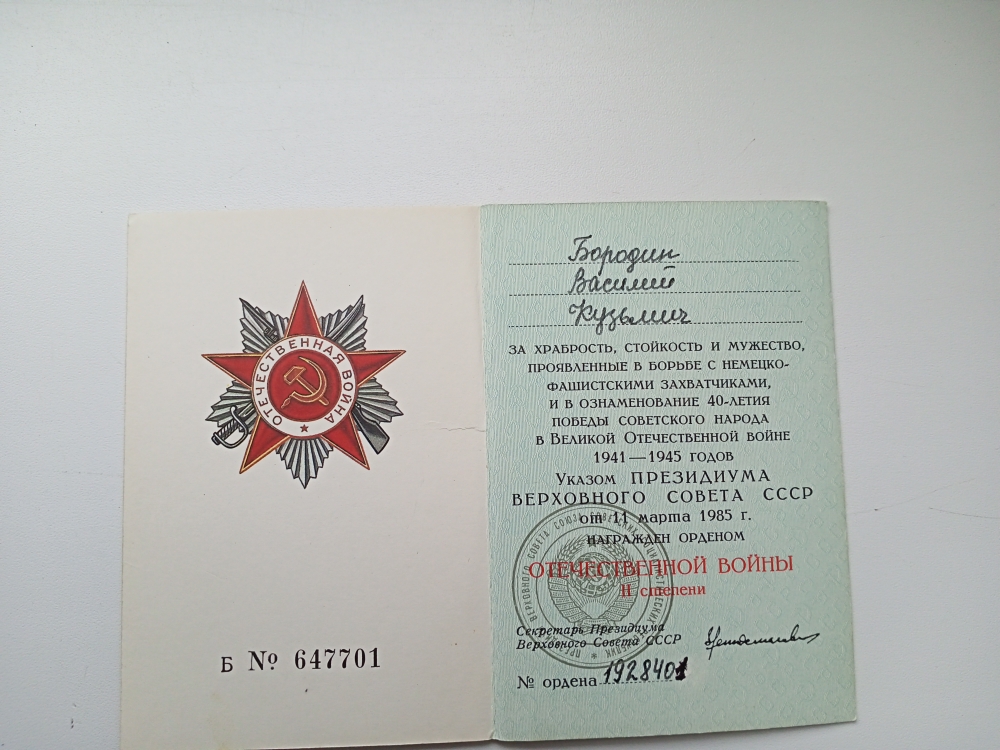 ОТЕЧЕСТВЕННАЯ ВОЙНА
Б № 647701
Бородин
Василий
Кузьмич
ЗА ХРАБРОСТЬ, СТОЙКОСТЬ И МУЖЕСТВО,
ПРОЯВЛЕННЫЕ В БОРЬБЕ С НЕМЕЦКО-
ФАШИСТСКИМИ ЗАХВАТЧИКАМИ,
И В ОЗНАМЕНОВАНИЕ 40-ЛЕТИЯ
ПОБЕДЫ СОВЕТСКОГО НАРОДА
В ВЕЛИКОЙ ОТЕЧЕСТВЕННОЙ ВОЙНЕ
1941—1945 ГОДОВ
УКАЗОМ ПРЕЗИДИУМА
ВЕРХОВНОГО СОВЕТА СССР
от 11 марта 1985 г.
НАГРАЖДЕН ОРДЕНОМ
ОТЕЧЕСТВЕННОЙ ВОЙНЫ
II степени
Секретарь Президиума
Верховного Совета СССР
№ ордена 1928401